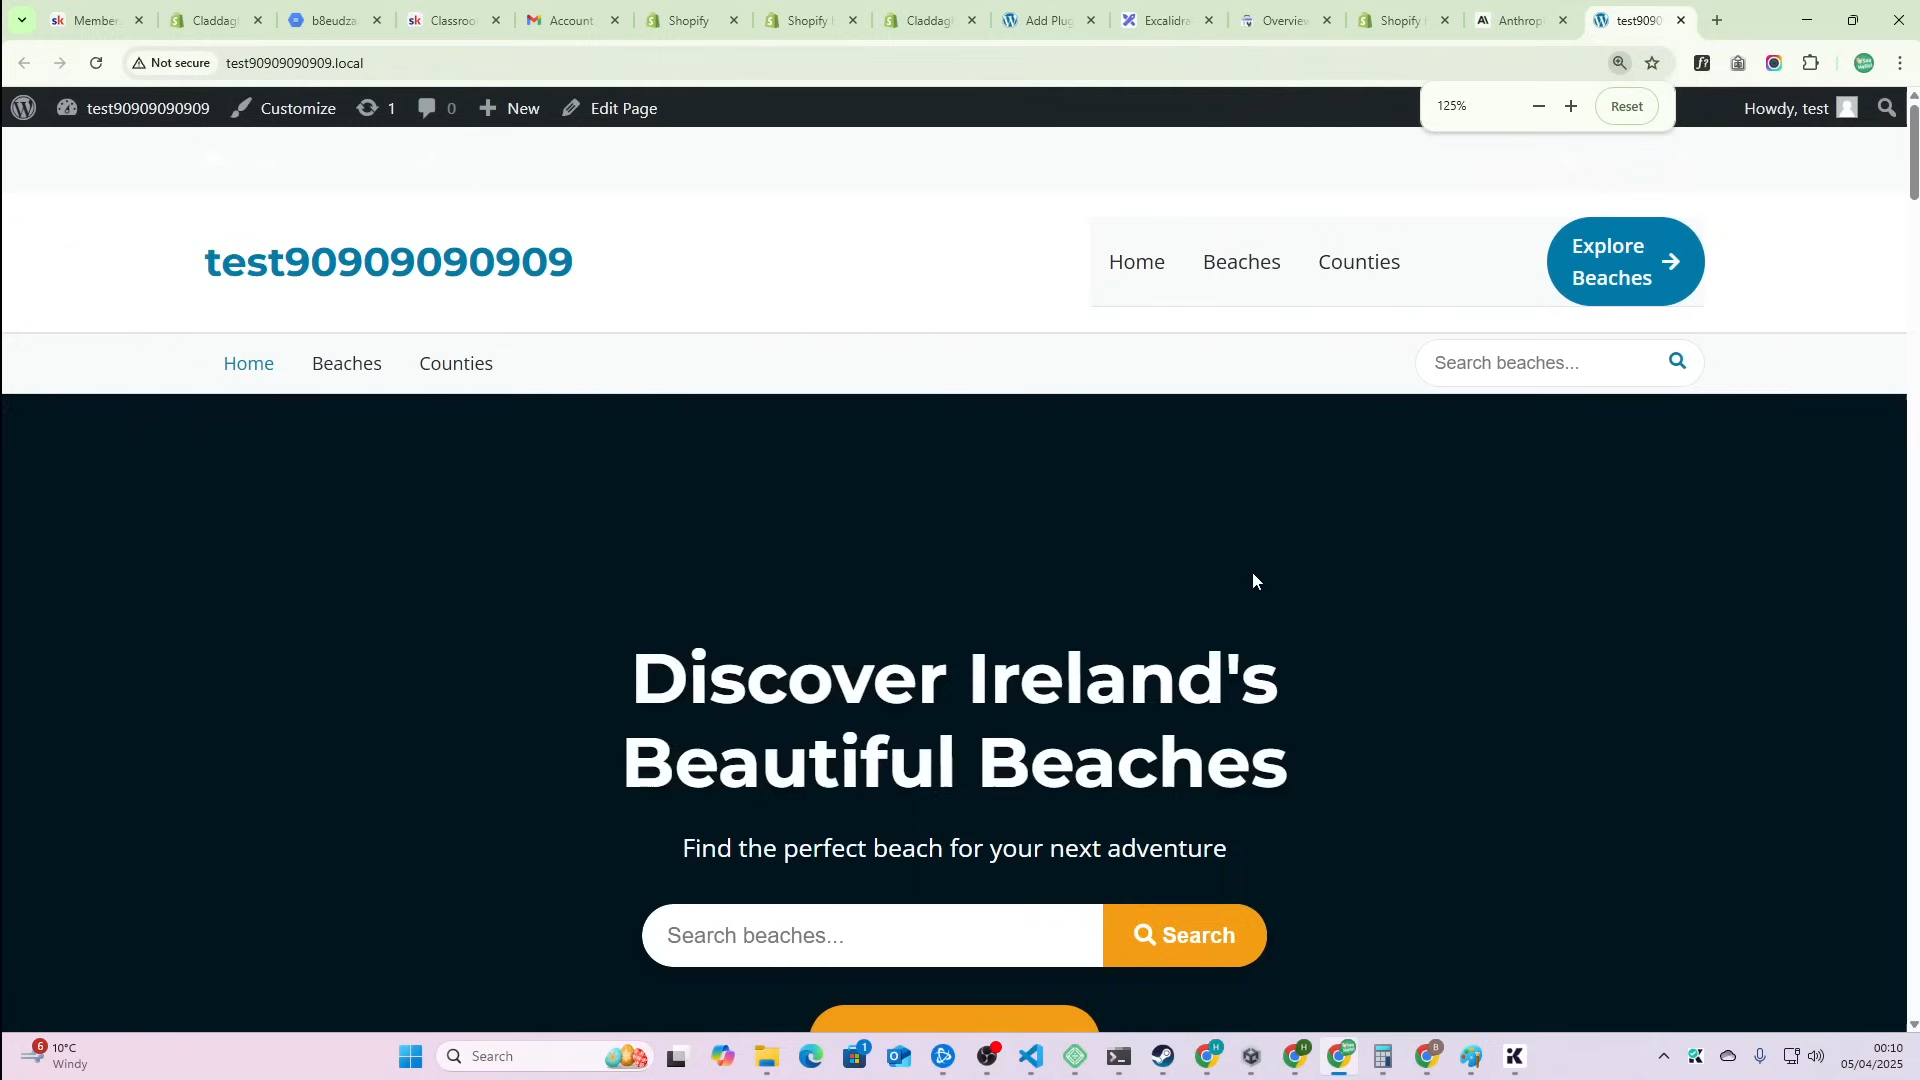 Member
Claddag
b8eudza
Classroo
Account
Shopify
Shopify
Claddag
Add Plug
Excalidra
Overview
Shopify
Anthrop
test9090
Not secure
test90909090909.local
test90909090909
Customize
1
0
New
Edit Page
125%
Reset
Howdy, test
test90909090909
Home
Beaches
Counties
Explore
Beaches
Home
Beaches
Counties
Search beaches...
Discover Ireland's
Beautiful Beaches
Find the perfect beach for your next adventure
Search beaches...
Search
6
10°C
Windy
Search
1
00:10
05/04/2025